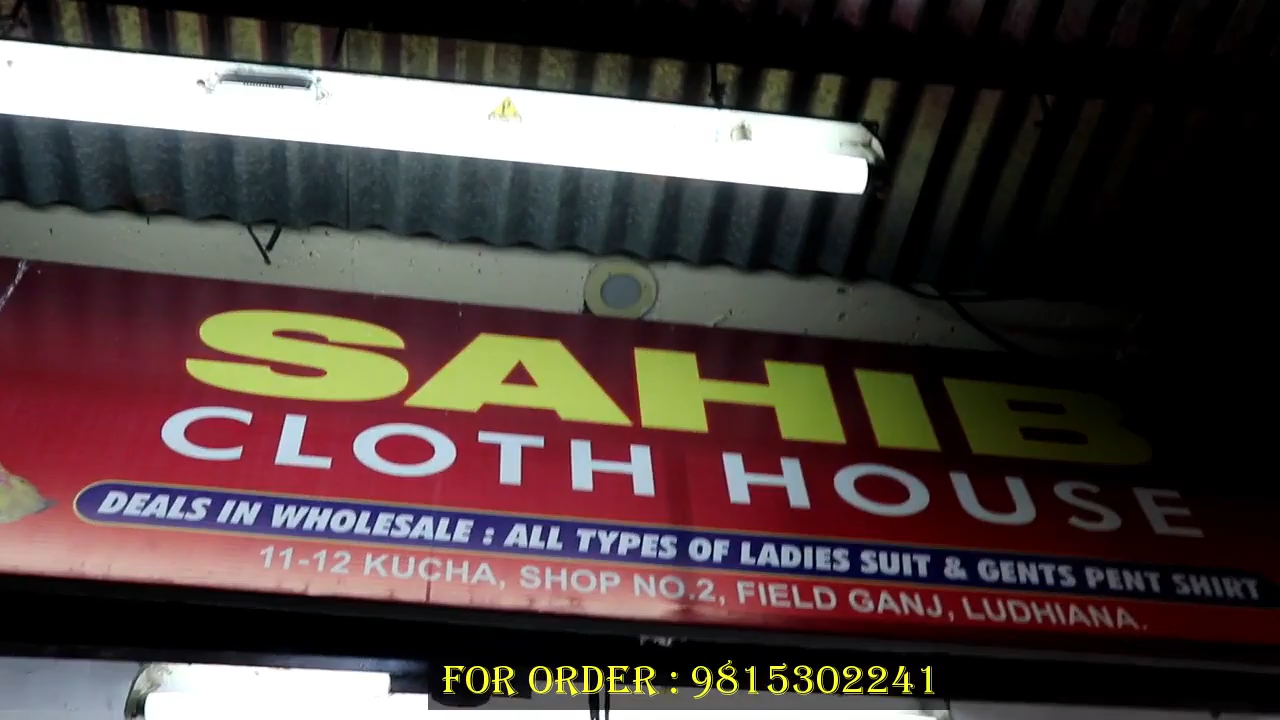 SAHIB
CLOTH HOUSE
DEALS IN WHOLESALE : ALL TYPES OF LADIES SUIT & GENTS PENT SHIRT
11-12 KUCHA, SHOP NO.2, FIELD GANJ, LUDHIANA.
FOR ORDER : 9815302241